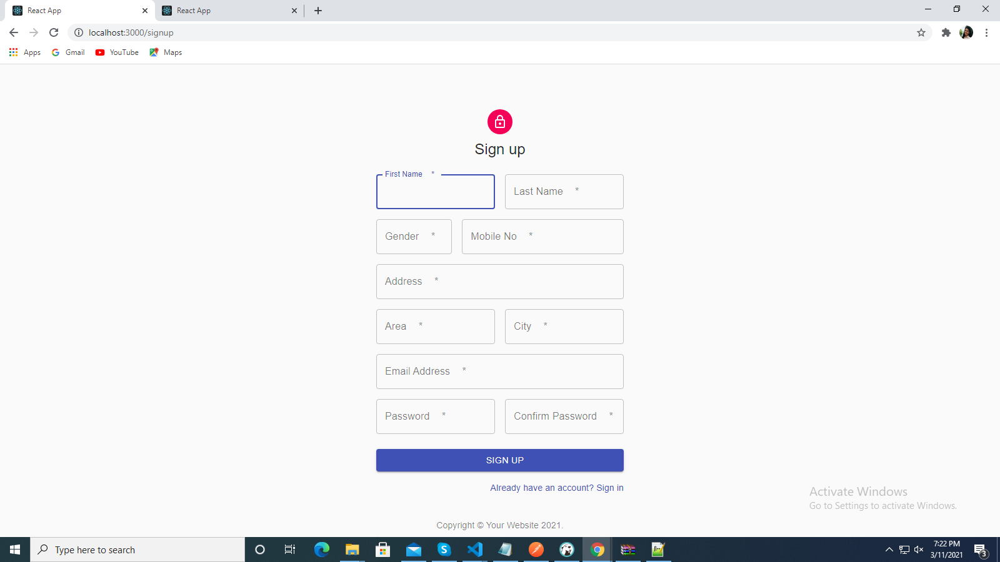 React App
React App
localhost:3000/signup
Apps
Gmail
YouTube
Maps
Sign up
First Name *
Last Name *
Gender *
Mobile No *
Address *
Area *
City *
Email Address *
Password *
Confirm Password *
SIGN UP
Already have an account? Sign in
Activate Windows
Go to Settings to activate Windows.
Copyright © Your Website 2021.
Type here to search
7:22 PM
3/11/2021
3